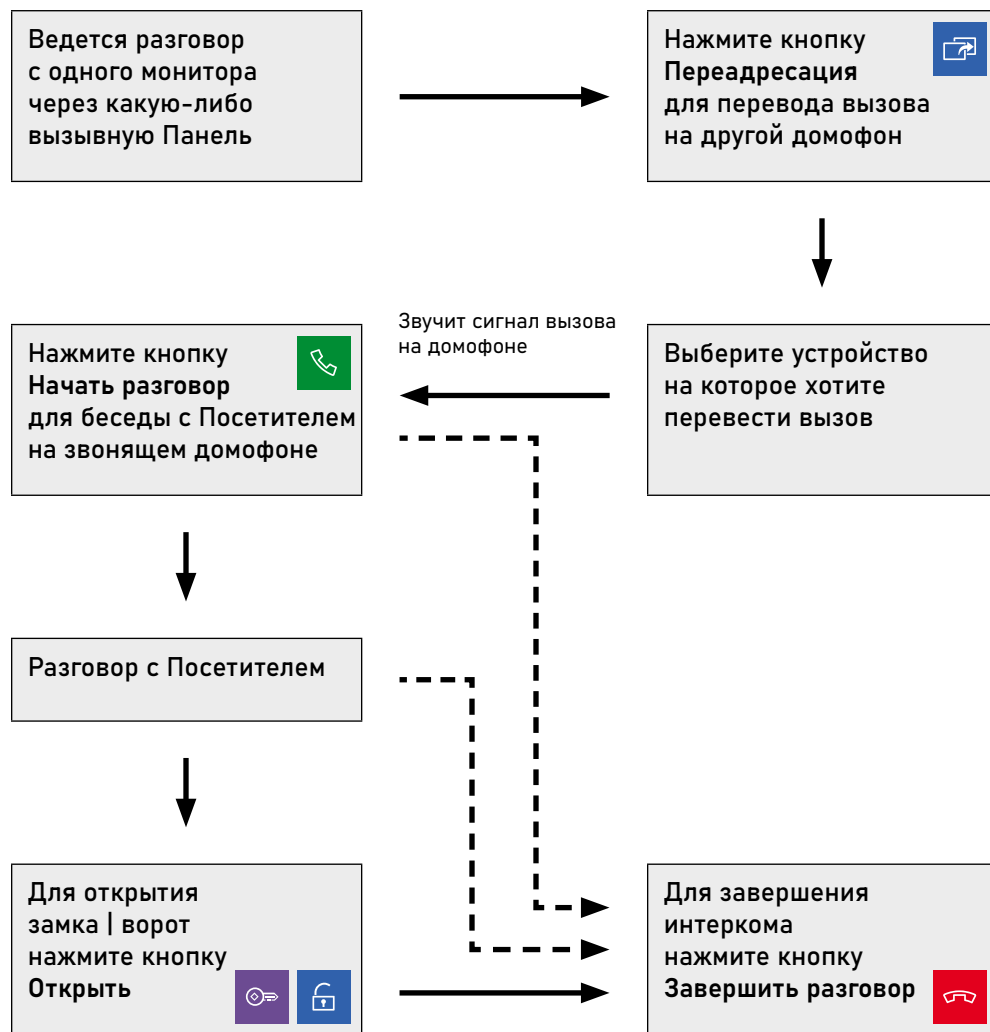 Ведется разговор
с одного монитора
через какую-либо
вызывную Панель
Нажмите кнопку
Переадресация
для перевода вызова
на другой домофон
Звучит сигнал вызова
на домофоне
Нажмите кнопку
Начать разговор
для беседы с Посетителем
на звонящем домофоне
Выберите устройство
на которое хотите
перевести вызов
Разговор с Посетителем
Для открытия
замка | ворот
нажмите кнопку
Открыть
Для завершения
интеркома
нажмите кнопку
Завершить разговор